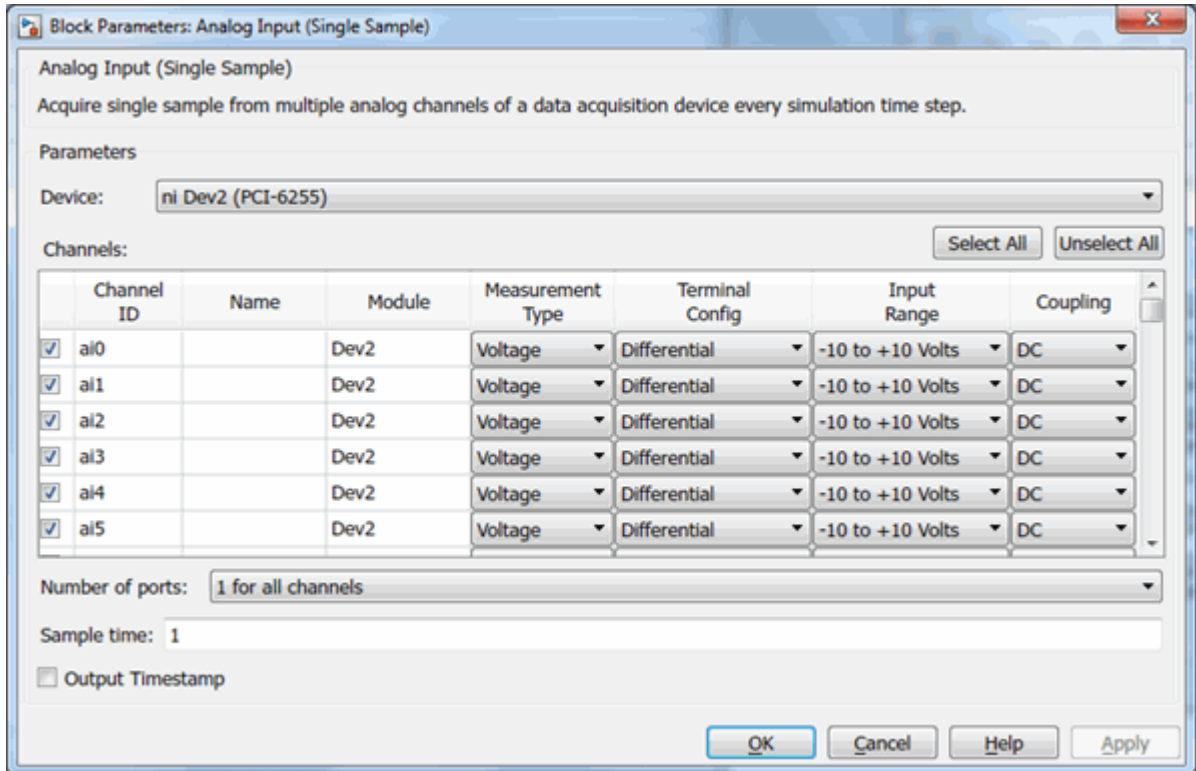 Block Parameters: Analog Input (Single Sample)
Analog Input (Single Sample)
Acquire single sample from multiple analog channels of a data acquisition device every simulation time step.
Parameters
Device: ni Dev2 (PCI-6255)
Channels: Select All Unselect All
Channel ID Name Module Measurement Type Terminal Config Input Range Coupling
ai0 Dev2 Voltage Differential -10 to +10 Volts DC
ai1 Dev2 Voltage Differential -10 to +10 Volts DC
ai2 Dev2 Voltage Differential -10 to +10 Volts DC
ai3 Dev2 Voltage Differential -10 to +10 Volts DC
ai4 Dev2 Voltage Differential -10 to +10 Volts DC
ai5 Dev2 Voltage Differential -10 to +10 Volts DC
Number of ports: 1 for all channels
Sample time: 1
Output Timestamp
OK Cancel Help Apply